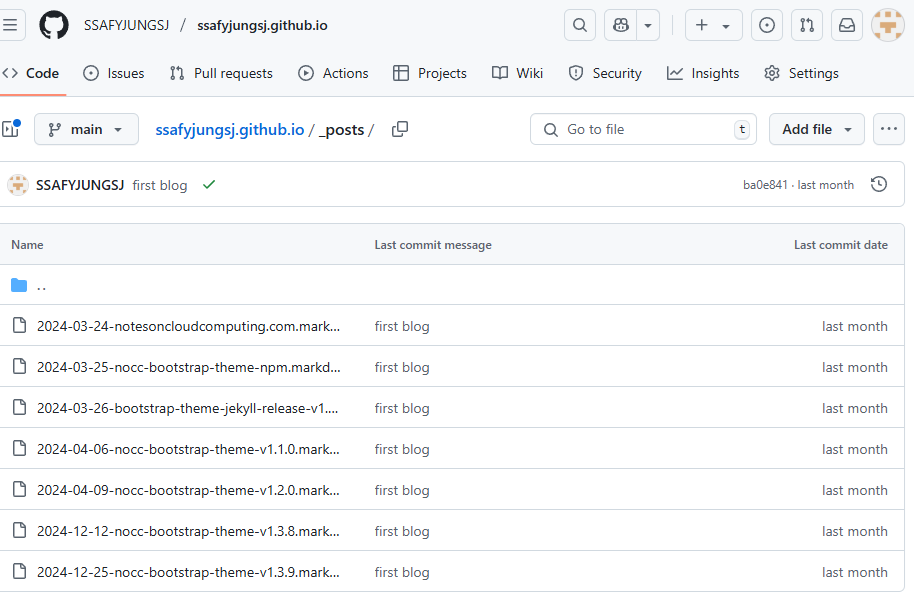 SSAFYJUNGSJ / ssafyjungsj.github.io
Code Issues Pull requests Actions Projects Wiki Security Insights Settings
main ssafyjungsj.github.io / _posts / Go to file t Add file
SSAFYJUNGSJ first blog ba0e841 · last month
Name Last commit message Last commit date
..
2024-03-24-notesoncloudcomputing.com.mark... first blog last month
2024-03-25-nocc-bootstrap-theme-npm.markd... first blog last month
2024-03-26-bootstrap-theme-jekyll-release-v1.... first blog last month
2024-04-06-nocc-bootstrap-theme-v1.1.0.mark... first blog last month
2024-04-09-nocc-bootstrap-theme-v1.2.0.mark... first blog last month
2024-12-12-nocc-bootstrap-theme-v1.3.8.mark... first blog last month
2024-12-25-nocc-bootstrap-theme-v1.3.9.mark... first blog last month